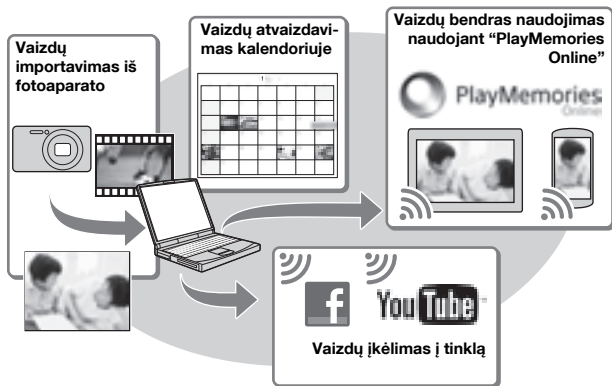 Vaizdų
importavimas iš
fotoaparato
Vaizdų atvaizdavi-
mas kalendoriuje
1
Vaizdų bendras naudojimas
naudojant “PlayMemories
Online”
PlayMemories
Online
f
You Tube
Vaizdų įkėlimas į tinklą